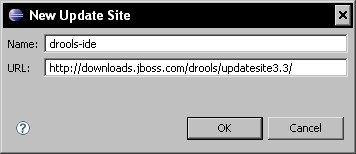 New Update Site
Name: drools-ide
URL: http://downloads.jboss.com/drools/updatesite3.3/
? OK Cancel